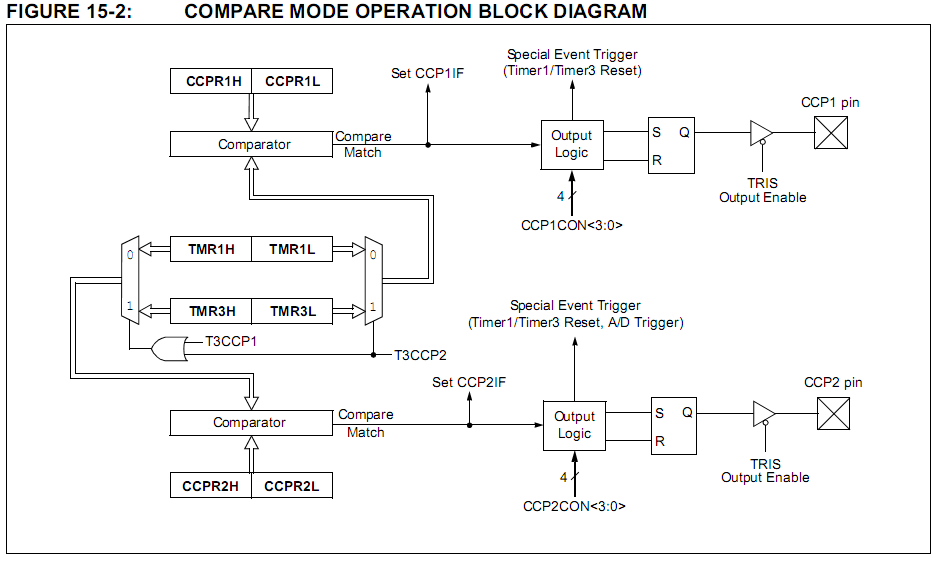 FIGURE 15-2: COMPARE MODE OPERATION BLOCK DIAGRAM
Special Event Trigger
(Timer1/Timer3 Reset)
Set CCP1IF
CCPR1H CCPR1L
CCP1 pin
Comparator
Compare
Match
Output
Logic
S Q
R
TRIS
Output Enable
4
CCP1CON<3:0>
0 TMR1H TMR1L 0
1 TMR3H TMR3L 1
T3CCP1
T3CCP2
Special Event Trigger
(Timer1/Timer3 Reset, A/D Trigger)
Set CCP2IF
CCP2 pin
Comparator
Compare
Match
Output
Logic
S Q
R
TRIS
Output Enable
4
CCPR2H CCPR2L
CCP2CON<3:0>